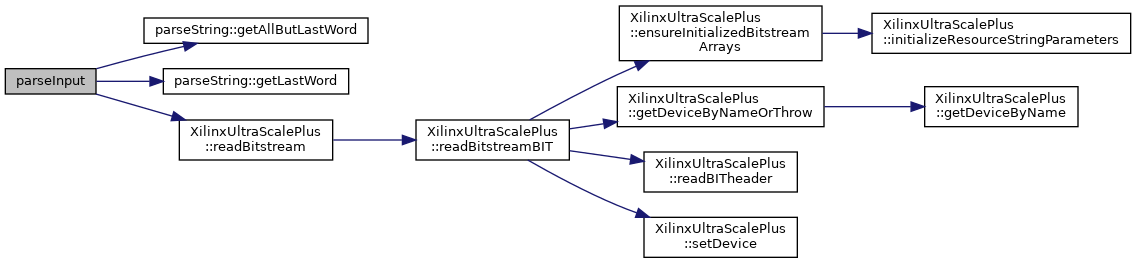 parseInput
parseString::getAllButLastWord
parseString::getLastWord
XilinxUltraScalePlus
::readBitstream
XilinxUltraScalePlus
::readBitstreamBIT
XilinxUltraScalePlus
::ensureInitializedBitstream
Arrays
XilinxUltraScalePlus
::initializeResourceStringParameters
XilinxUltraScalePlus
::getDeviceByNameOrThrow
XilinxUltraScalePlus
::getDeviceByName
XilinxUltraScalePlus
::readBITheader
XilinxUltraScalePlus
::setDevice